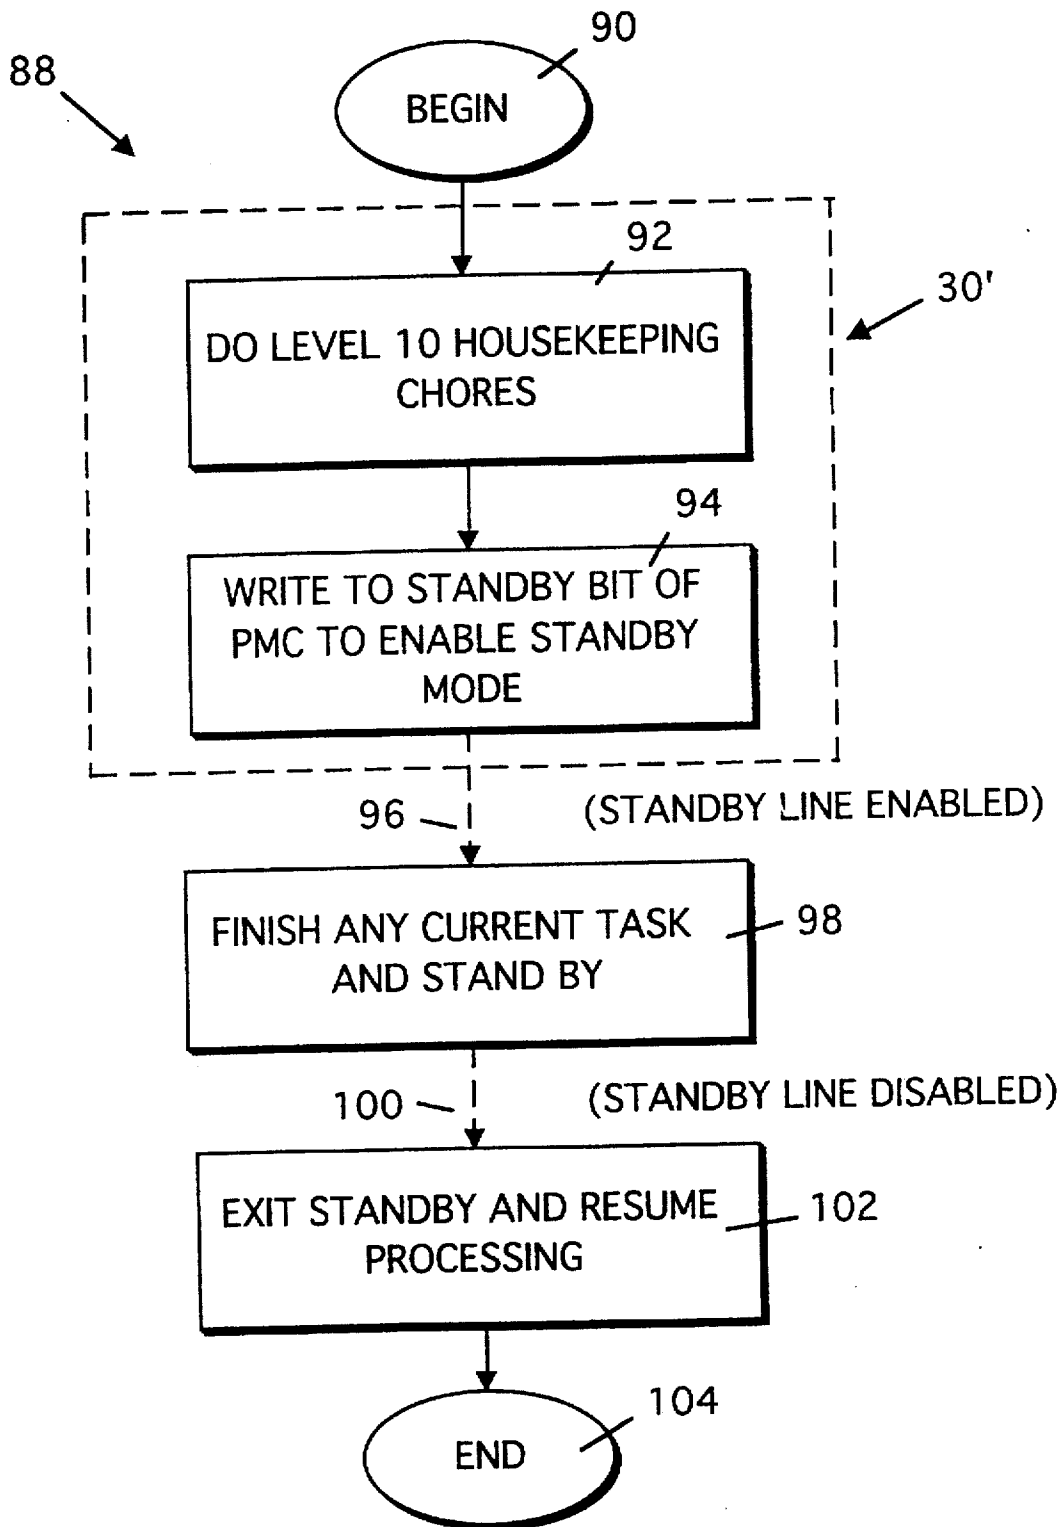 90
88
BEGIN
92
30'
DO LEVEL 10 HOUSEKEEPING
CHORES
94
WRITE TO STANDBY BIT OF
PMC TO ENABLE STANDBY
MODE
96
(STANDBY LINE ENABLED)
FINISH ANY CURRENT TASK
AND STAND BY
98
100
(STANDBY LINE DISABLED)
EXIT STANDBY AND RESUME
PROCESSING
102
104
END